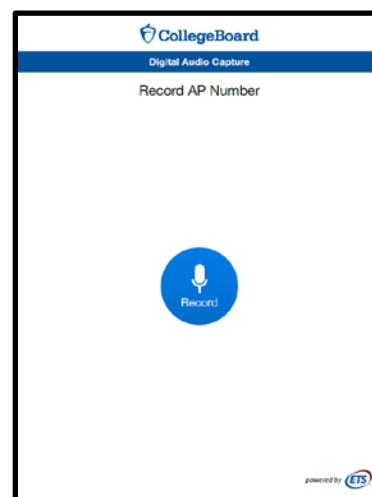 CollegeBoard
Digital Audio Capture
Record AP Number
Record
powered by ETS